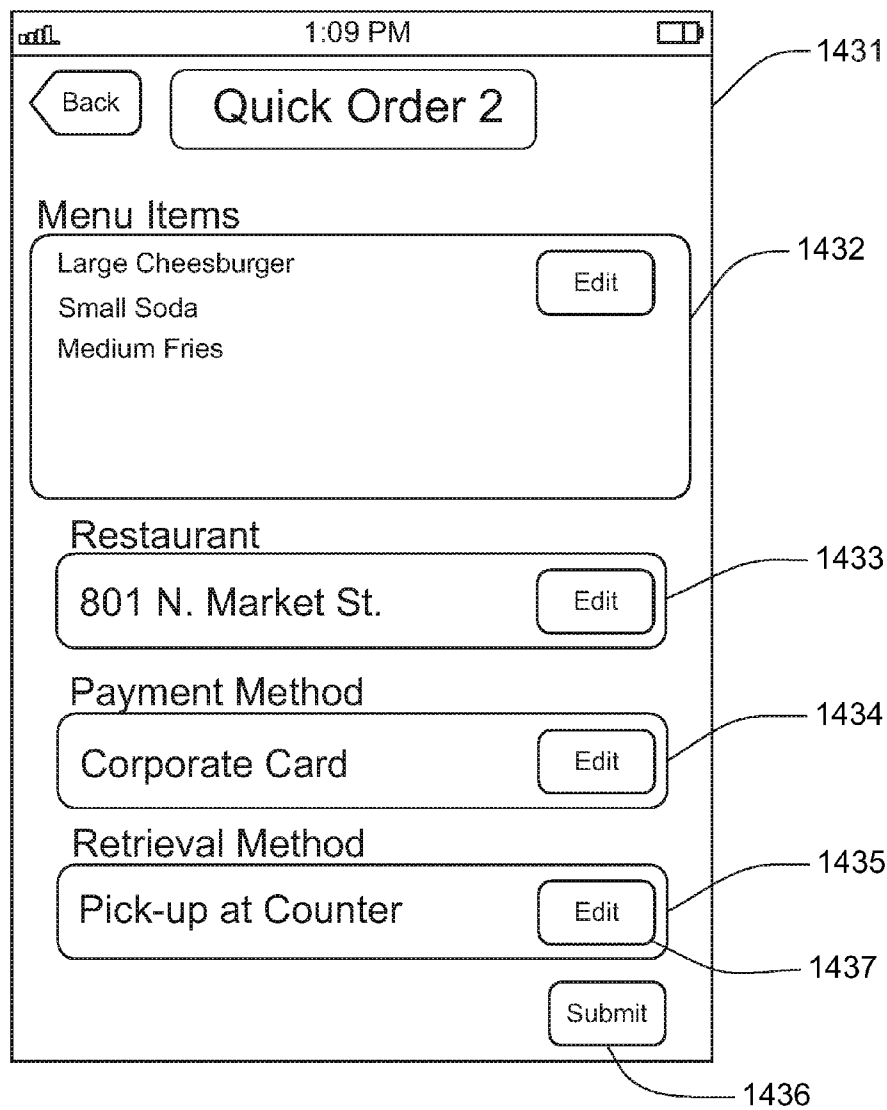 1:09 PM
1431
Back
Quick Order 2
Menu Items
1432
Large Cheesburger
Edit
Small Soda
Medium Fries
Restaurant
1433
801 N. Market St.
Edit
Payment Method
1434
Corporate Card
Edit
Retrieval Method
1435
Pick-up at Counter
Edit
1437
Submit
1436